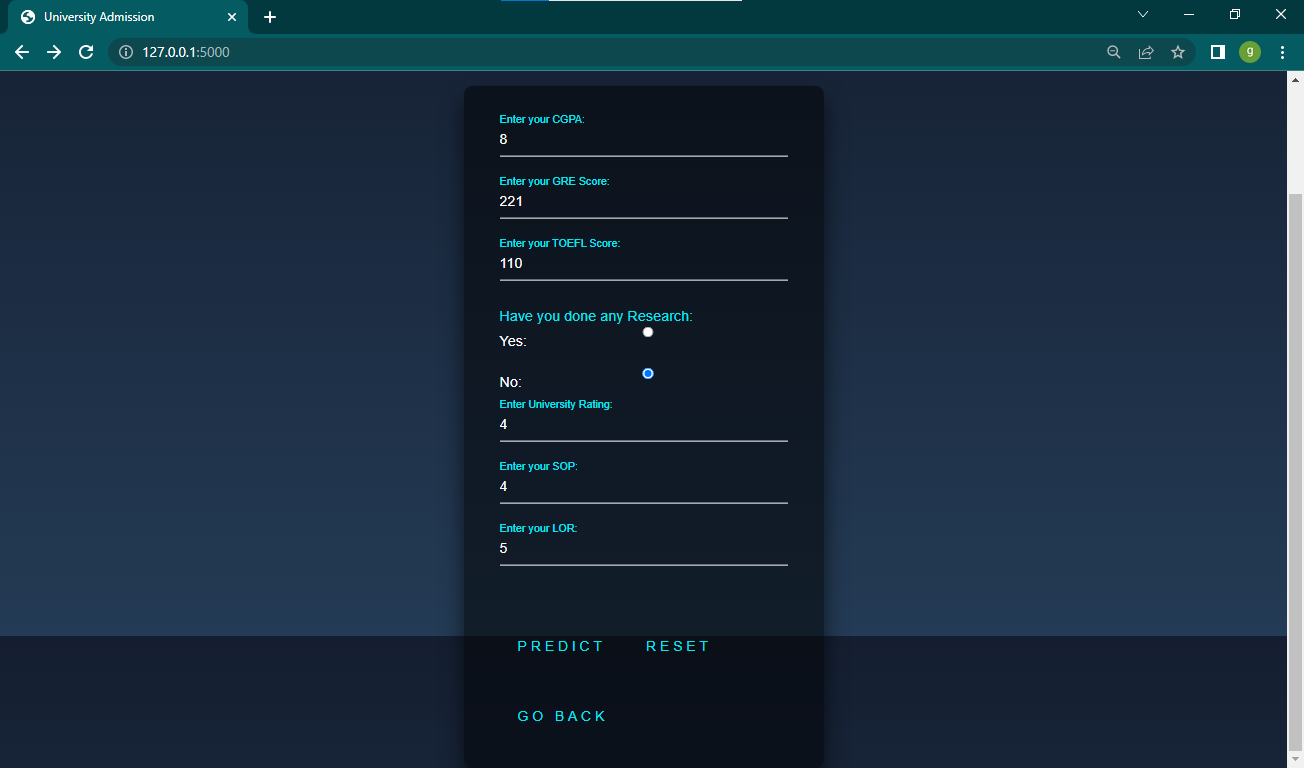 University Admission
127.0.0.1:5000
g
Enter your CGPA:
8
Enter your GRE Score:
221
Enter your TOEFL Score:
110
Have you done any Research:
Yes:
No:
Enter University Rating:
4
Enter your SOP:
4
Enter your LOR:
5
PREDICT RESET
GO BACK